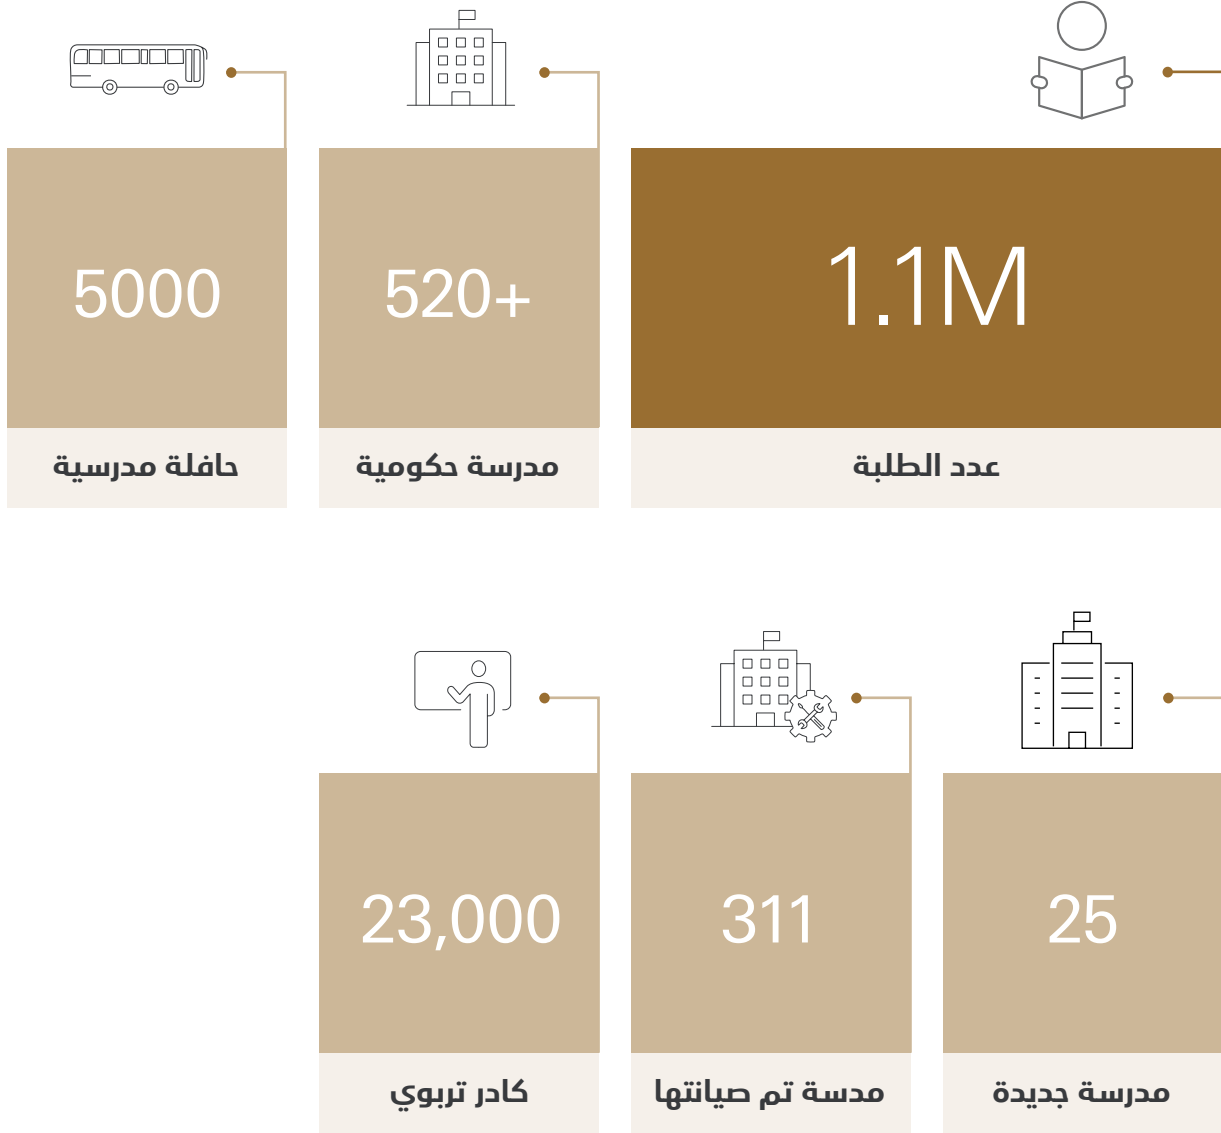 1.1M
عدد الطلبة
520+
مدرسة حكومية
5000
حافلة مدرسية
25
مدرسة جديدة
311
مدسة تم صيانتها
23,000
كادر تربوي